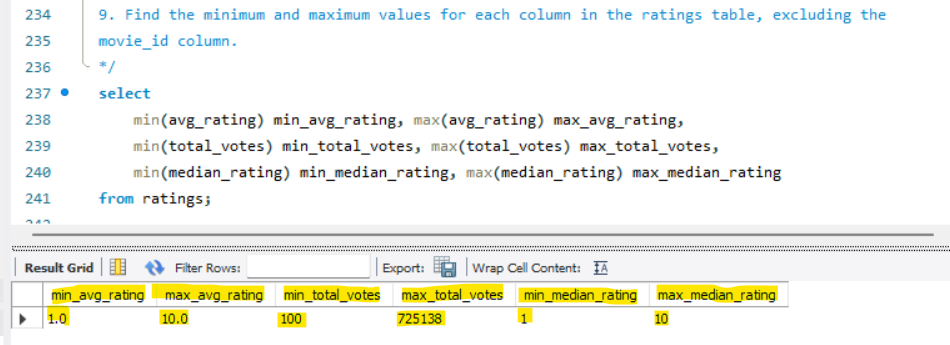 234 9. Find the minimum and maximum values for each column in the ratings table, excluding the
235 movie_id column.
236 */
237 select
238 min(avg_rating) min_avg_rating, max(avg_rating) max_avg_rating,
239 min(total_votes) min_total_votes, max(total_votes) max_total_votes,
240 min(median_rating) min_median_rating, max(median_rating) max_median_rating
241 from ratings;
Result Grid Filter Rows: Export: Wrap Cell Content: IA
min_avg_rating max_avg_rating min_total_votes max_total_votes min_median_rating max_median_rating
1.0 10.0 100 725138 1 10